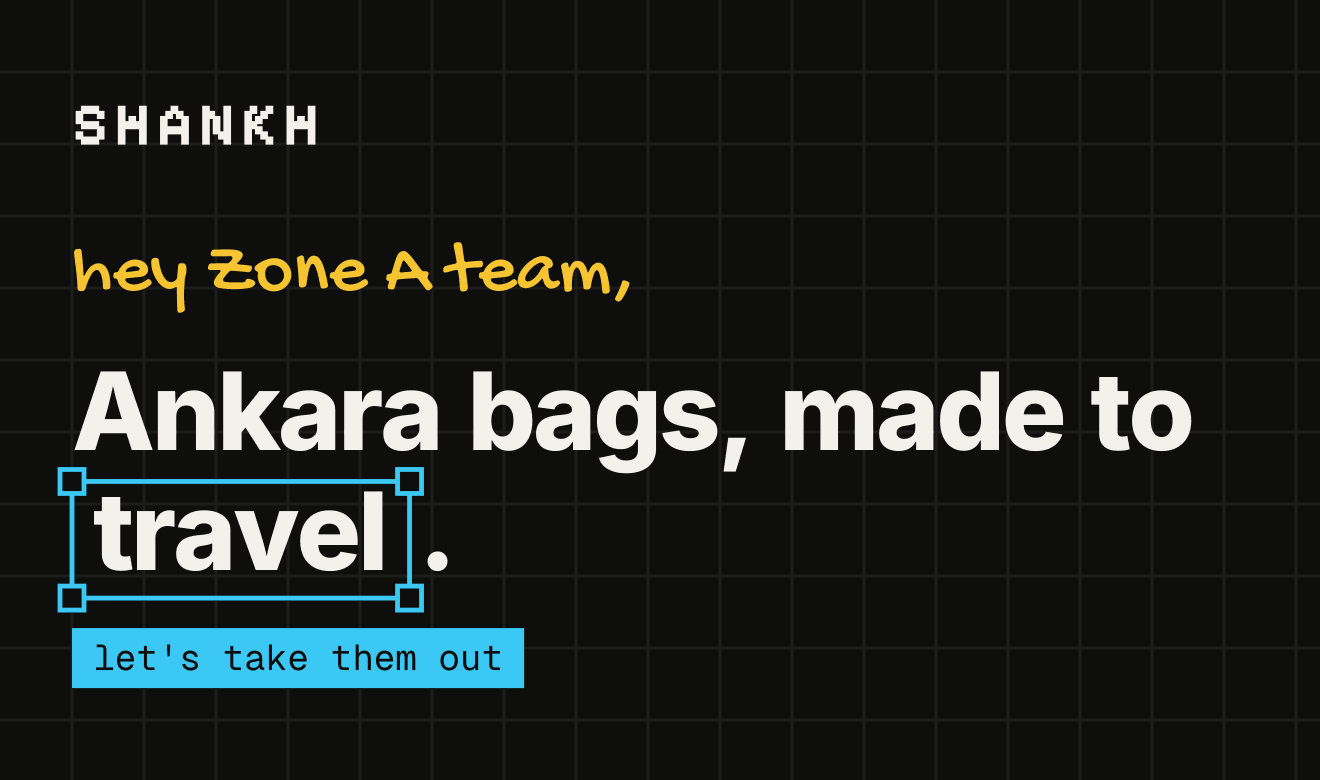 SHANKH
hey Zone A team,
Ankara bags, made to
travel.
let's take them out